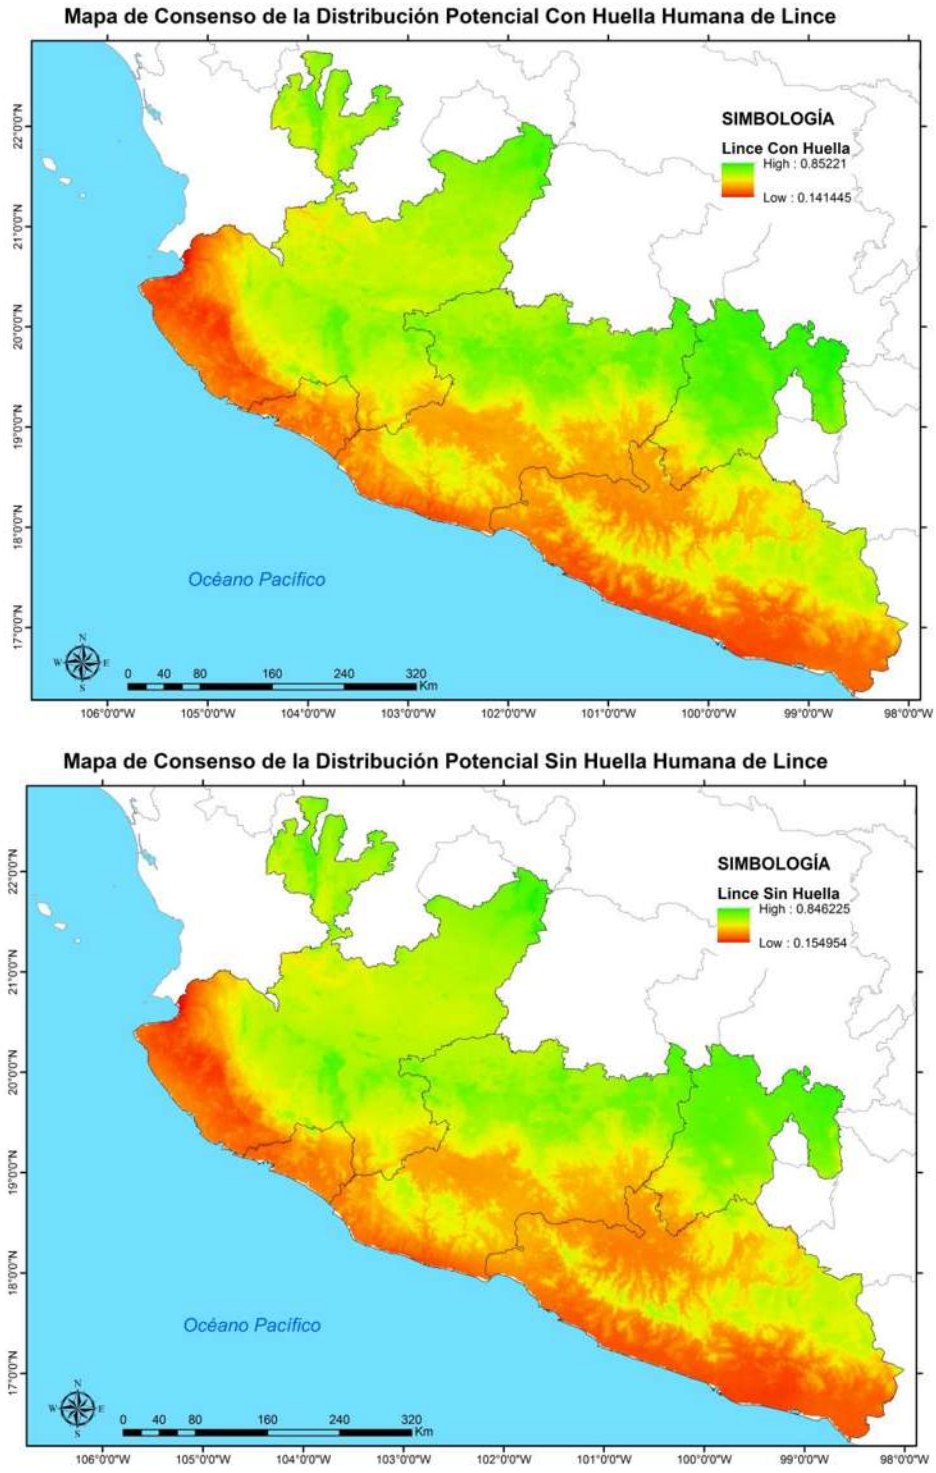 Mapa de Consenso de la Distribución Potencial Con Huella Humana de Lince
SIMBOLOGÍA
Lince Con Huella
High : 0.85221
Low : 0.141445
22°0'0"N
21°0'0"N
20°0'0"N
19°0'0"N
18°0'0"N
17°0'0"N
Océano Pacífico
N
W E
S
0 40 80 160 240 320
Km
106°0'0"W 105°0'0"W 104°0'0"W 103°0'0"W 102°0'0"W 101°0'0"W 100°0'0"W 99°0'0"W 98°0'0"W
Mapa de Consenso de la Distribución Potencial Sin Huella Humana de Lince
SIMBOLOGÍA
Lince Sin Huella
High : 0.846225
Low : 0.154954
22°0'0"N
21°0'0"N
20°0'0"N
19°0'0"N
18°0'0"N
17°0'0"N
Océano Pacífico
N
W E
S
0 40 80 160 240 320
Km
106°0'0"W 105°0'0"W 104°0'0"W 103°0'0"W 102°0'0"W 101°0'0"W 100°0'0"W 99°0'0"W 98°0'0"W